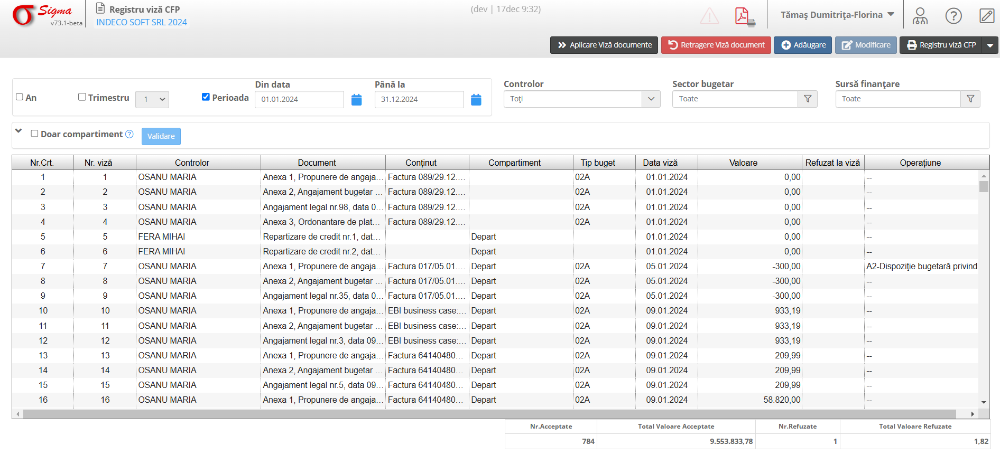 Sigma
v73.1-beta
Registru viză CFP
INDECO SOFT SRL 2024
(dev | 17dec 9:32)
Tămaş Dumitriţa-Florina
Aplicare Viză documente
Retragere Viză document
Adăugare
Modificare
Registru viză CFP
An
Trimestru
1
Perioada
Din data
01.01.2024
Până la
31.12.2024
Controlor
Toţi
Sector bugetar
Toate
Sursă finanţare
Toate
Doar compartiment
Validare
Nr.Crt. Nr. viză Controlor Document Conținut Compartiment Tip buget Data viză Valoare Refuzat la viză Operațiune
1 1 OSANU MARIA Anexa 1, Propunere de angaja... Factura 089/29.12.... 02A 01.01.2024 0,00 --
2 2 OSANU MARIA Anexa 2, Angajament bugetar ... Factura 089/29.12.... 02A 01.01.2024 0,00 --
3 3 OSANU MARIA Angajament legal nr.98, data 0... Factura 089/29.12.... 02A 01.01.2024 0,00 --
4 4 OSANU MARIA Anexa 3, Ordonantare de plat... Factura 089/29.12.... 02A 01.01.2024 0,00 --
5 5 FERA MIHAI Repartizare de credit nr.1, dat... Depart 01.01.2024 0,00 --
6 6 FERA MIHAI Repartizare de credit nr.2, dat... Depart 01.01.2024 0,00 --
7 7 OSANU MARIA Anexa 1, Propunere de angaja... Factura 017/05.01.... Depart 02A 05.01.2024 -300,00 A2-Dispoziţie bugetară privind
8 8 OSANU MARIA Anexa 2, Angajament bugetar ... Factura 017/05.01.... Depart 02A 05.01.2024 -300,00 --
9 9 OSANU MARIA Angajament legal nr.35, data 0... Factura 017/05.01.... Depart 02A 05.01.2024 -300,00 --
10 10 OSANU MARIA Anexa 1, Propunere de angaja... EBI business case:... Depart 02A 09.01.2024 933,19 --
11 11 OSANU MARIA Anexa 2, Angajament bugetar ... EBI business case:... Depart 02A 09.01.2024 933,19 --
12 12 OSANU MARIA Angajament legal nr.3, data 09... EBI business case:... Depart 02A 09.01.2024 933,19 --
13 13 OSANU MARIA Anexa 1, Propunere de angaja... Factura 64140480... Depart 02A 09.01.2024 209,99 --
14 14 OSANU MARIA Anexa 2, Angajament bugetar ... Factura 64140480... Depart 02A 09.01.2024 209,99 --
15 15 OSANU MARIA Angajament legal nr.5, data 09... Factura 64140480... Depart 02A 09.01.2024 209,99 --
16 16 OSANU MARIA Anexa 1, Propunere de angaja... Factura 64140480... Depart 02A 09.01.2024 58.820,00 --
Nr.Acceptate Total Valoare Acceptate Nr.Refuzate Total Valoare Refuzate
784 9.553.833,78 1 1,82